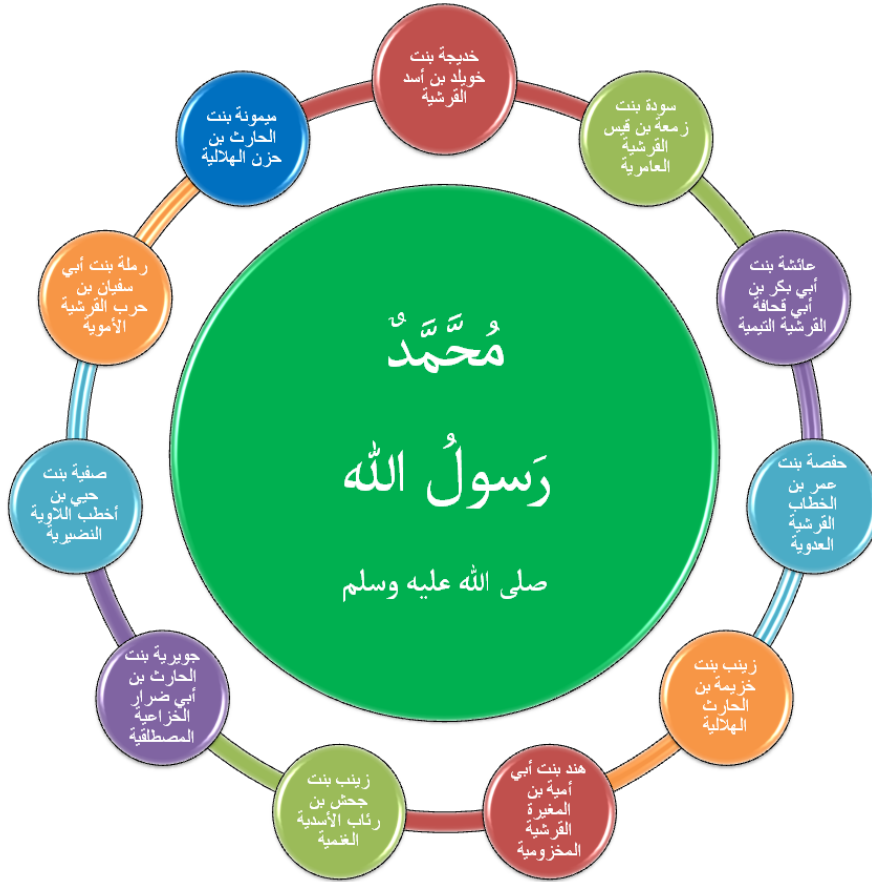 مُحَمَّدٌ
رَسولُ الله
صلى الله عليه وسلم
خديجة بنت
خويلد بن أسد
القرشية
سودة بنت
زمعة بن قيس
القرشية
العامرية
عائشة بنت
أبي بكر بن
أبي قحافة
القرشية التيمية
حفصة بنت
عمر بن
الخطاب
القرشية
العدوية
زينب بنت
خزيمة بن
الحارث
الهلالية
هند بنت أبي
أمية بن
المغيرة
القرشية
المخزومية
زينب بنت
جحش بن
رئاب الأسدية
الغنمية
جويرية بنت
الحارث بن
أبي ضرار
الخزاعية
المصطلقية
صفية بنت
حيي بن
أخطب اللاوية
النضيرية
رملة بنت أبي
سفيان بن
حرب القرشية
الأموية
ميمونة بنت
الحارث بن
حزن الهلالية